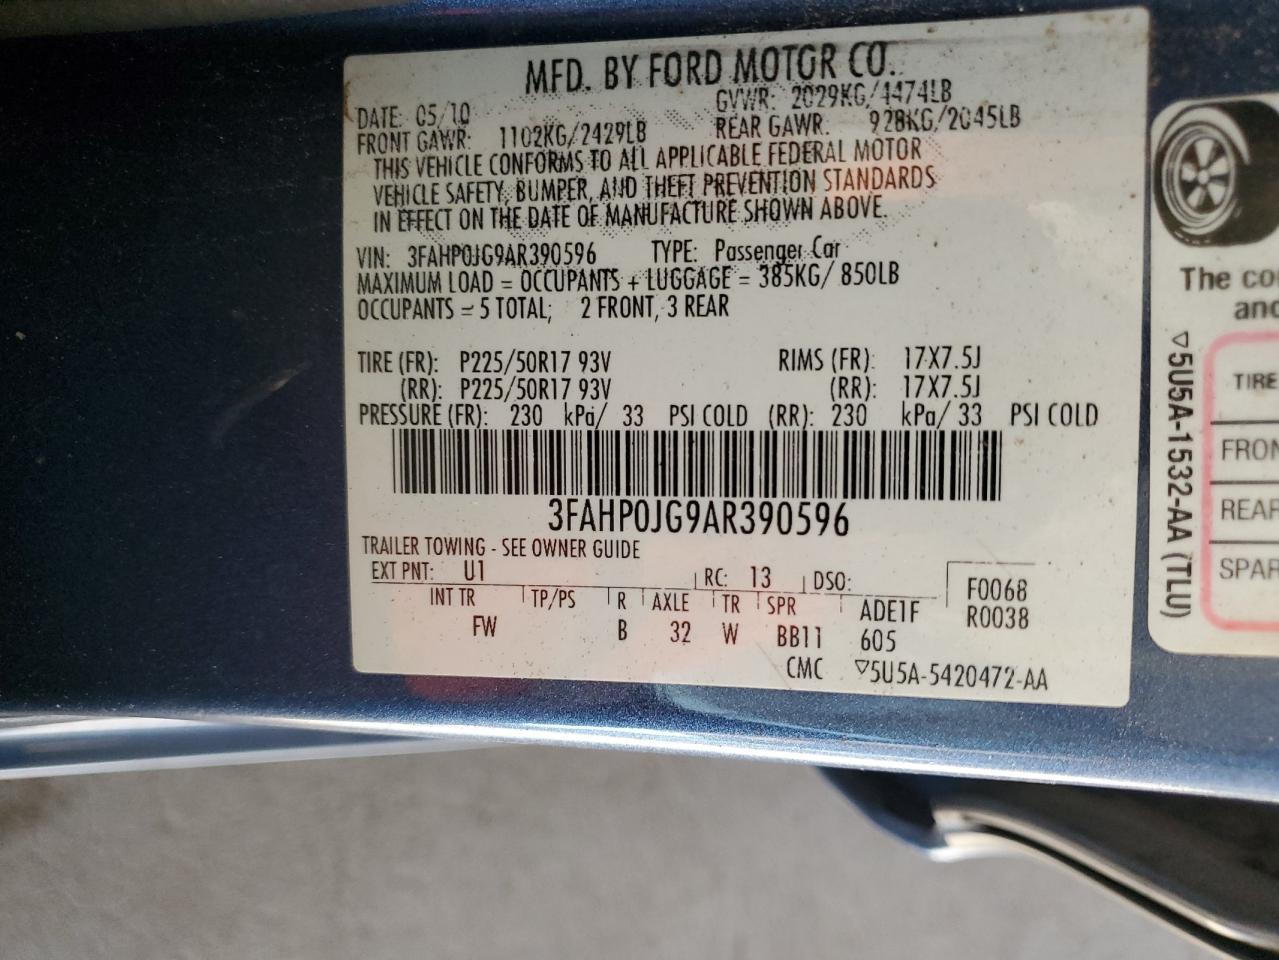 MFD. BY FORD MOTOR CO.
DATE: 05/10 GVWR: 2029KG/4474LB
FRONT GAWR: 1102KG/2429LB REAR GAWR: 928KG/2045LB
THIS VEHICLE CONFORMS TO ALL APPLICABLE FEDERAL MOTOR
VEHICLE SAFETY, BUMPER, AND THEFT PREVENTION STANDARDS
IN EFFECT ON THE DATE OF MANUFACTURE SHOWN ABOVE.
VIN: 3FAHP0JG9AR390596 TYPE: Passenger Car
MAXIMUM LOAD = OCCUPANTS + LUGGAGE = 385KG/ 850LB
OCCUPANTS = 5 TOTAL; 2 FRONT, 3 REAR
TIRE (FR): P225/50R17 93V RIMS (FR): 17X7.5J
(RR): P225/50R17 93V (RR): 17X7.5J
PRESSURE (FR): 230 kPa/ 33 PSI COLD (RR): 230 kPa/ 33 PSI COLD
3FAHP0JG9AR390596
TRAILER TOWING - SEE OWNER GUIDE
EXT PNT: U1 RC: 13 DSO: F0068
INT TR TP/PS R AXLE TR SPR ADE1F R0038
FW B 32 W BB11 605
CMC ▽5U5A-5420472-AA
The co
and
▽5U5A-1532-AA (TLU)
TIRE
FRON
REAR
SPAR